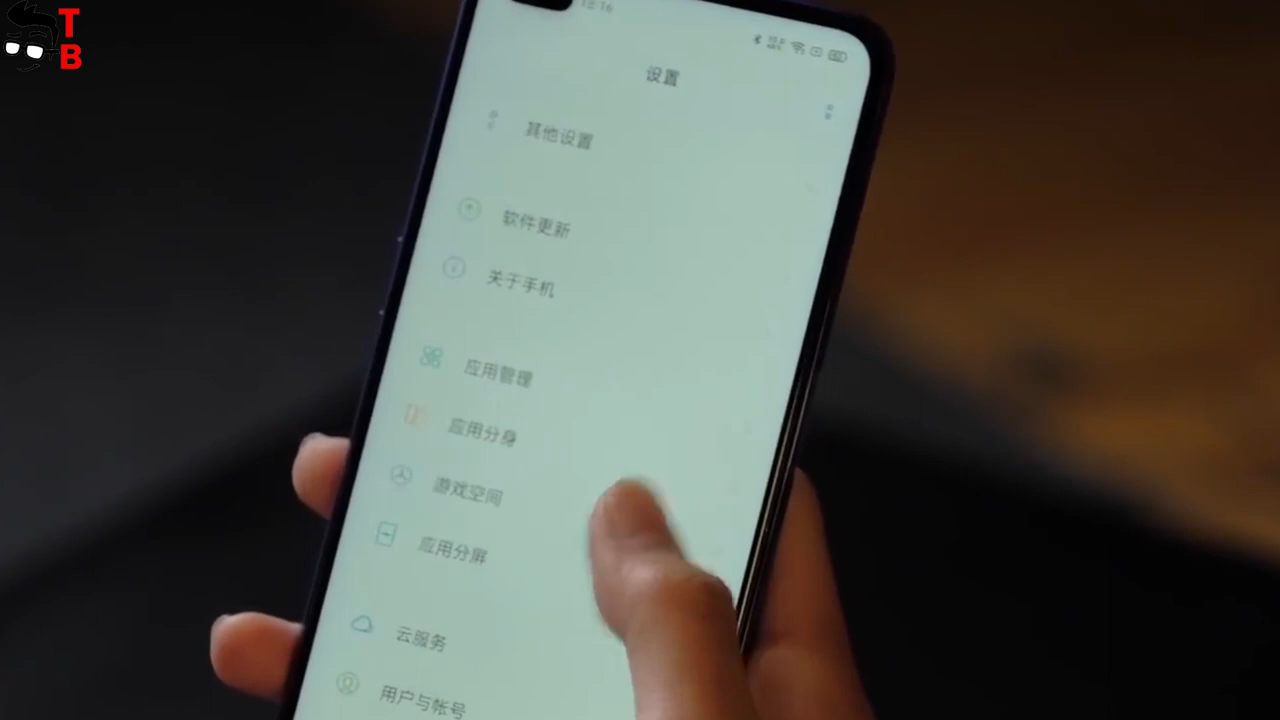 TB
设置
其他设置
软件更新
关于手机
应用管理
应用分身
游戏空间
应用分屏
云服务
用户与帐号